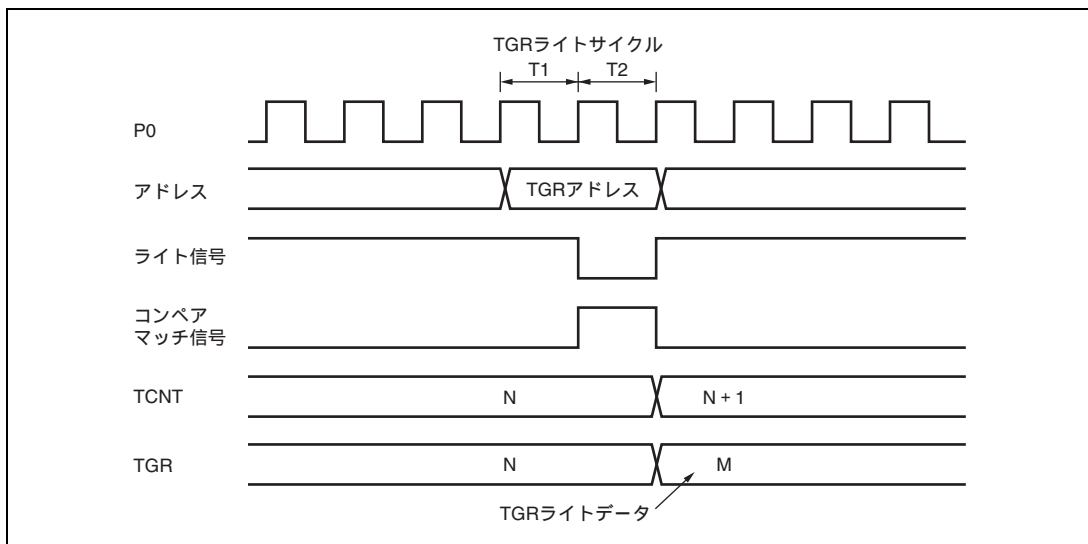 TGRライトサイクル
T1 T2
P0
アドレス TGRアドレス
ライト信号
コンペア
マッチ信号
TCNT N N + 1
TGR N M
TGRライトデータ